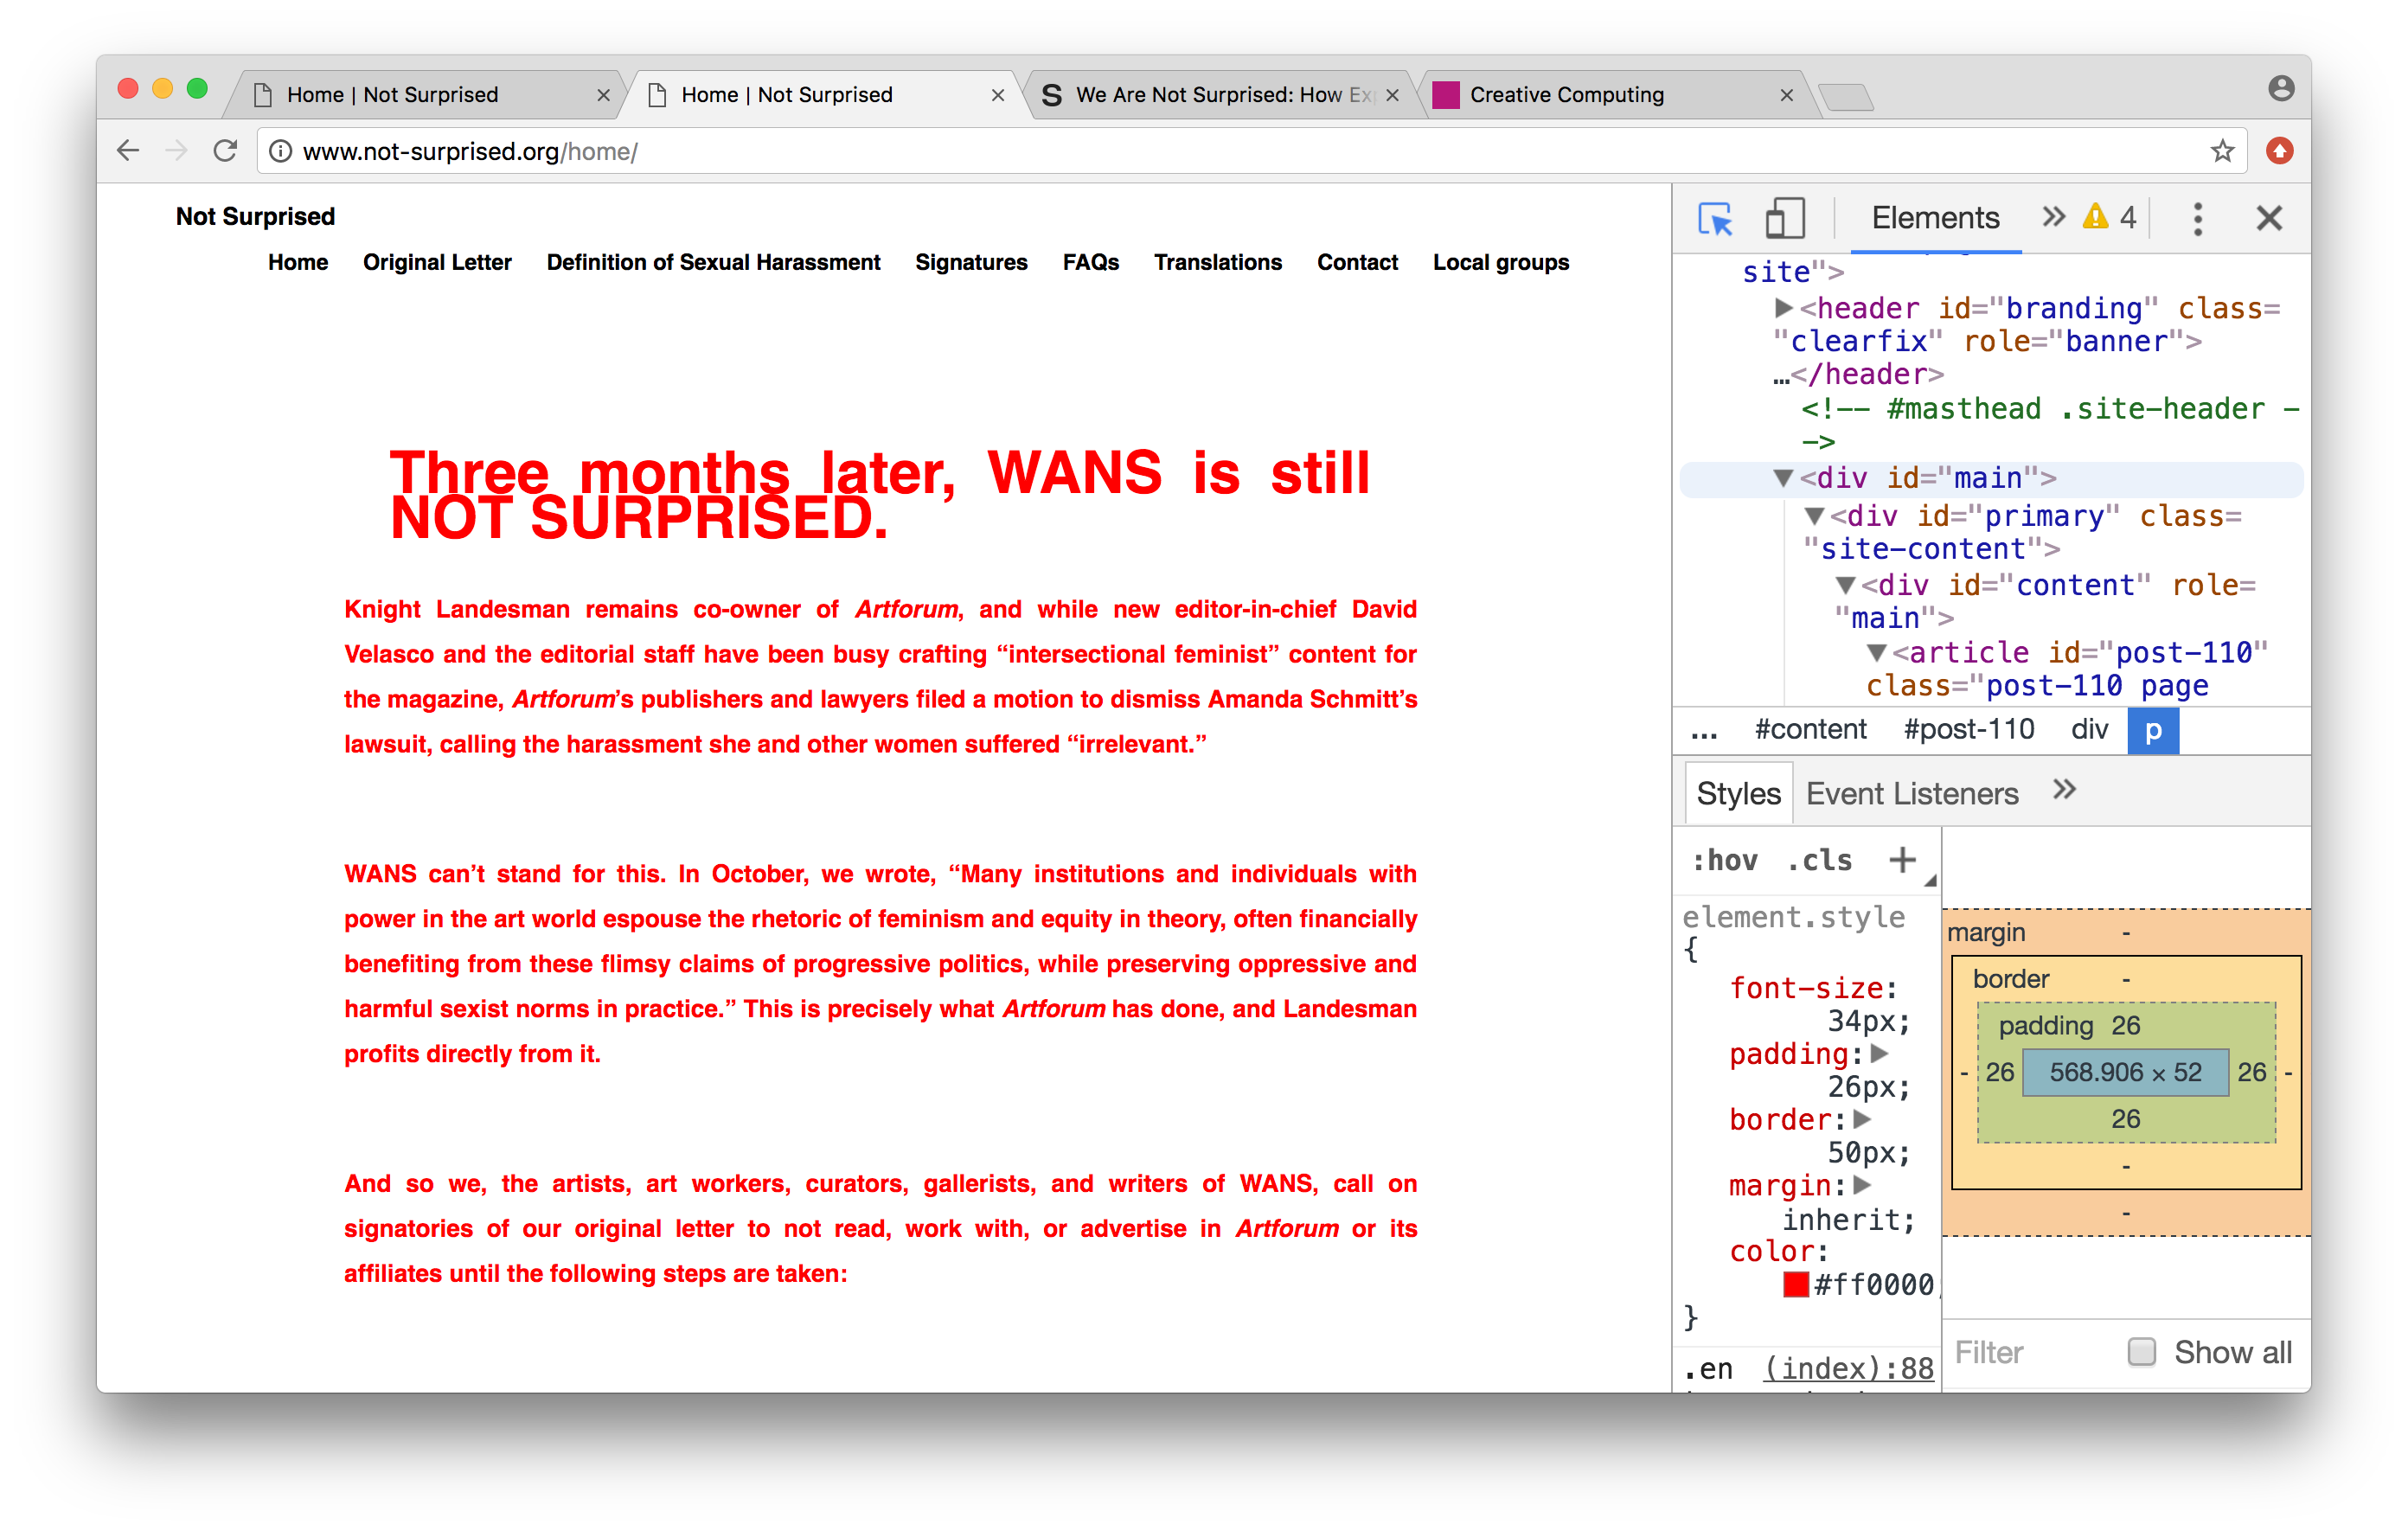 Home | Not Surprised
Home | Not Surprised
S We Are Not Surprised: How Exp
Creative Computing
www.not-surprised.org/home/
Not Surprised
Home Original Letter Definition of Sexual Harassment Signatures FAQs Translations Contact Local groups
Three months later, WANS is still
NOT SURPRISED.
Knight Landesman remains co-owner of Artforum, and while new editor-in-chief David
Velasco and the editorial staff have been busy crafting “intersectional feminist” content for
the magazine, Artforum’s publishers and lawyers filed a motion to dismiss Amanda Schmitt’s
lawsuit, calling the harassment she and other women suffered “irrelevant.”
WANS can’t stand for this. In October, we wrote, “Many institutions and individuals with
power in the art world espouse the rhetoric of feminism and equity in theory, often financially
benefiting from these flimsy claims of progressive politics, while preserving oppressive and
harmful sexist norms in practice.” This is precisely what Artforum has done, and Landesman
profits directly from it.
And so we, the artists, art workers, curators, gallerists, and writers of WANS, call on
signatories of our original letter to not read, work with, or advertise in Artforum or its
affiliates until the following steps are taken:
Elements » 4
site">
<header id="branding" class=
"clearfix" role="banner">
…</header>
<!-- #masthead .site-header -
->
<div id="main">
<div id="primary" class=
"site-content">
<div id="content" role=
"main">
<article id="post-110"
class="post-110 page
... #content #post-110 div p
Styles Event Listeners »
:hov .cls +
element.style
{
font-size:
34px;
padding:
26px;
border:
50px;
margin:
inherit;
color:
#ff0000;
}
.en (index):88
margin -
border -
padding 26
- 26 568.906 × 52 26 -
26
-
-
Filter Show all